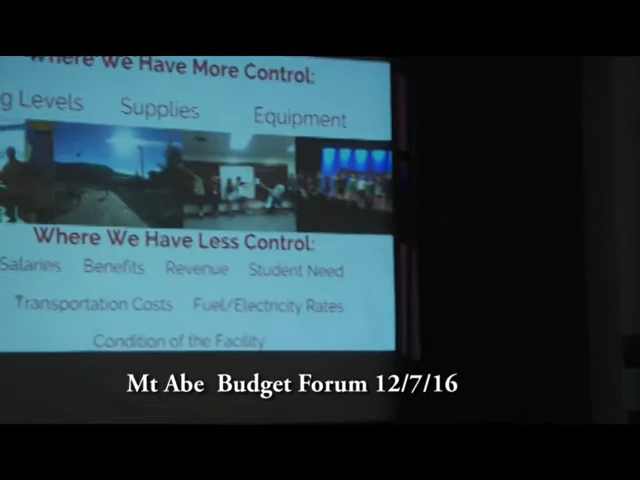 Where We Have More Control:
g Levels Supplies Equipment
Where We Have Less Control:
Salaries Benefits Revenue Student Need
Transportation Costs Fuel/Electricity Rates
Condition of the Facility
Mt Abe Budget Forum 12/7/16